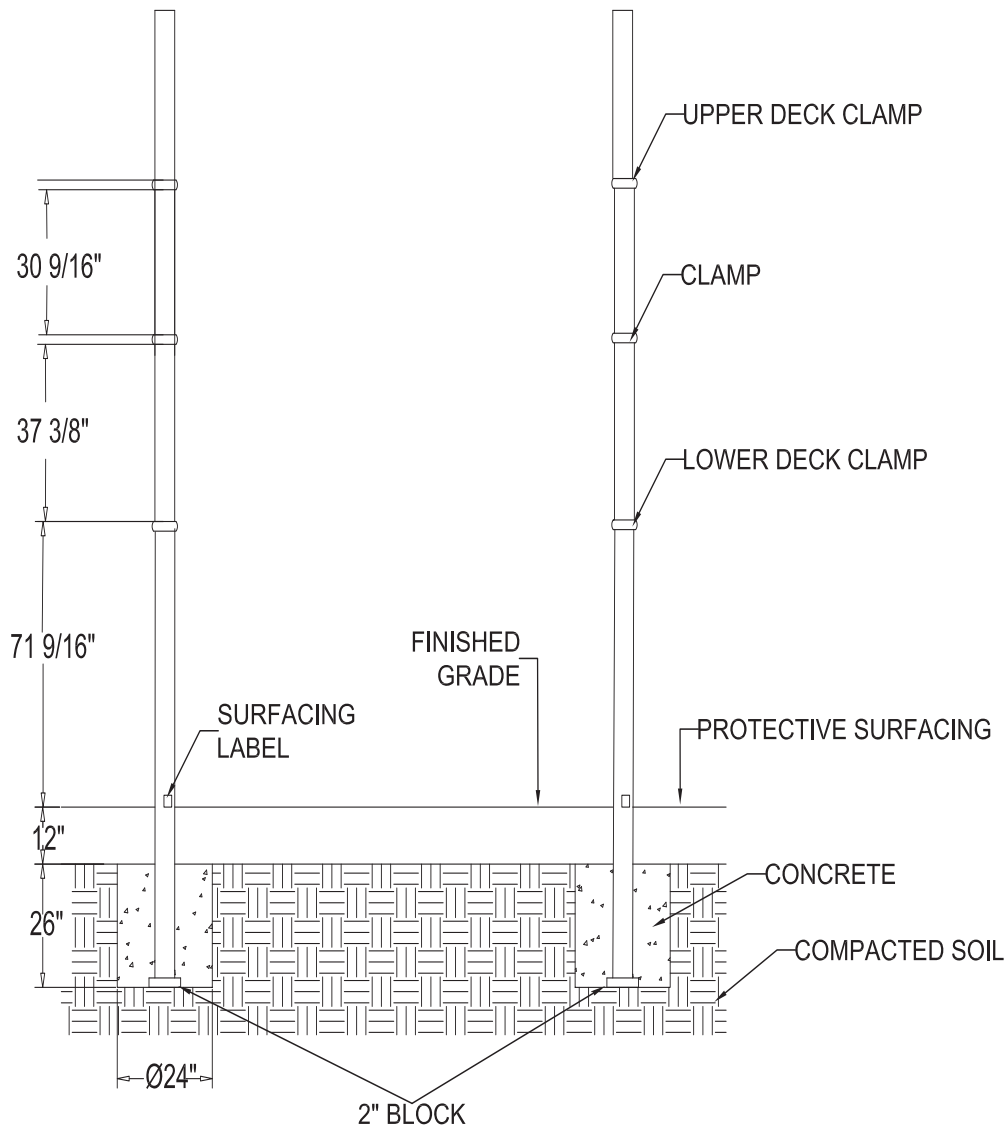 UPPER DECK CLAMP
30 9/16"
CLAMP
37 3/8"
LOWER DECK CLAMP
71 9/16"
FINISHED
GRADE
SURFACING
LABEL
PROTECTIVE SURFACING
12"
CONCRETE
26"
COMPACTED SOIL
Ø24"
2" BLOCK